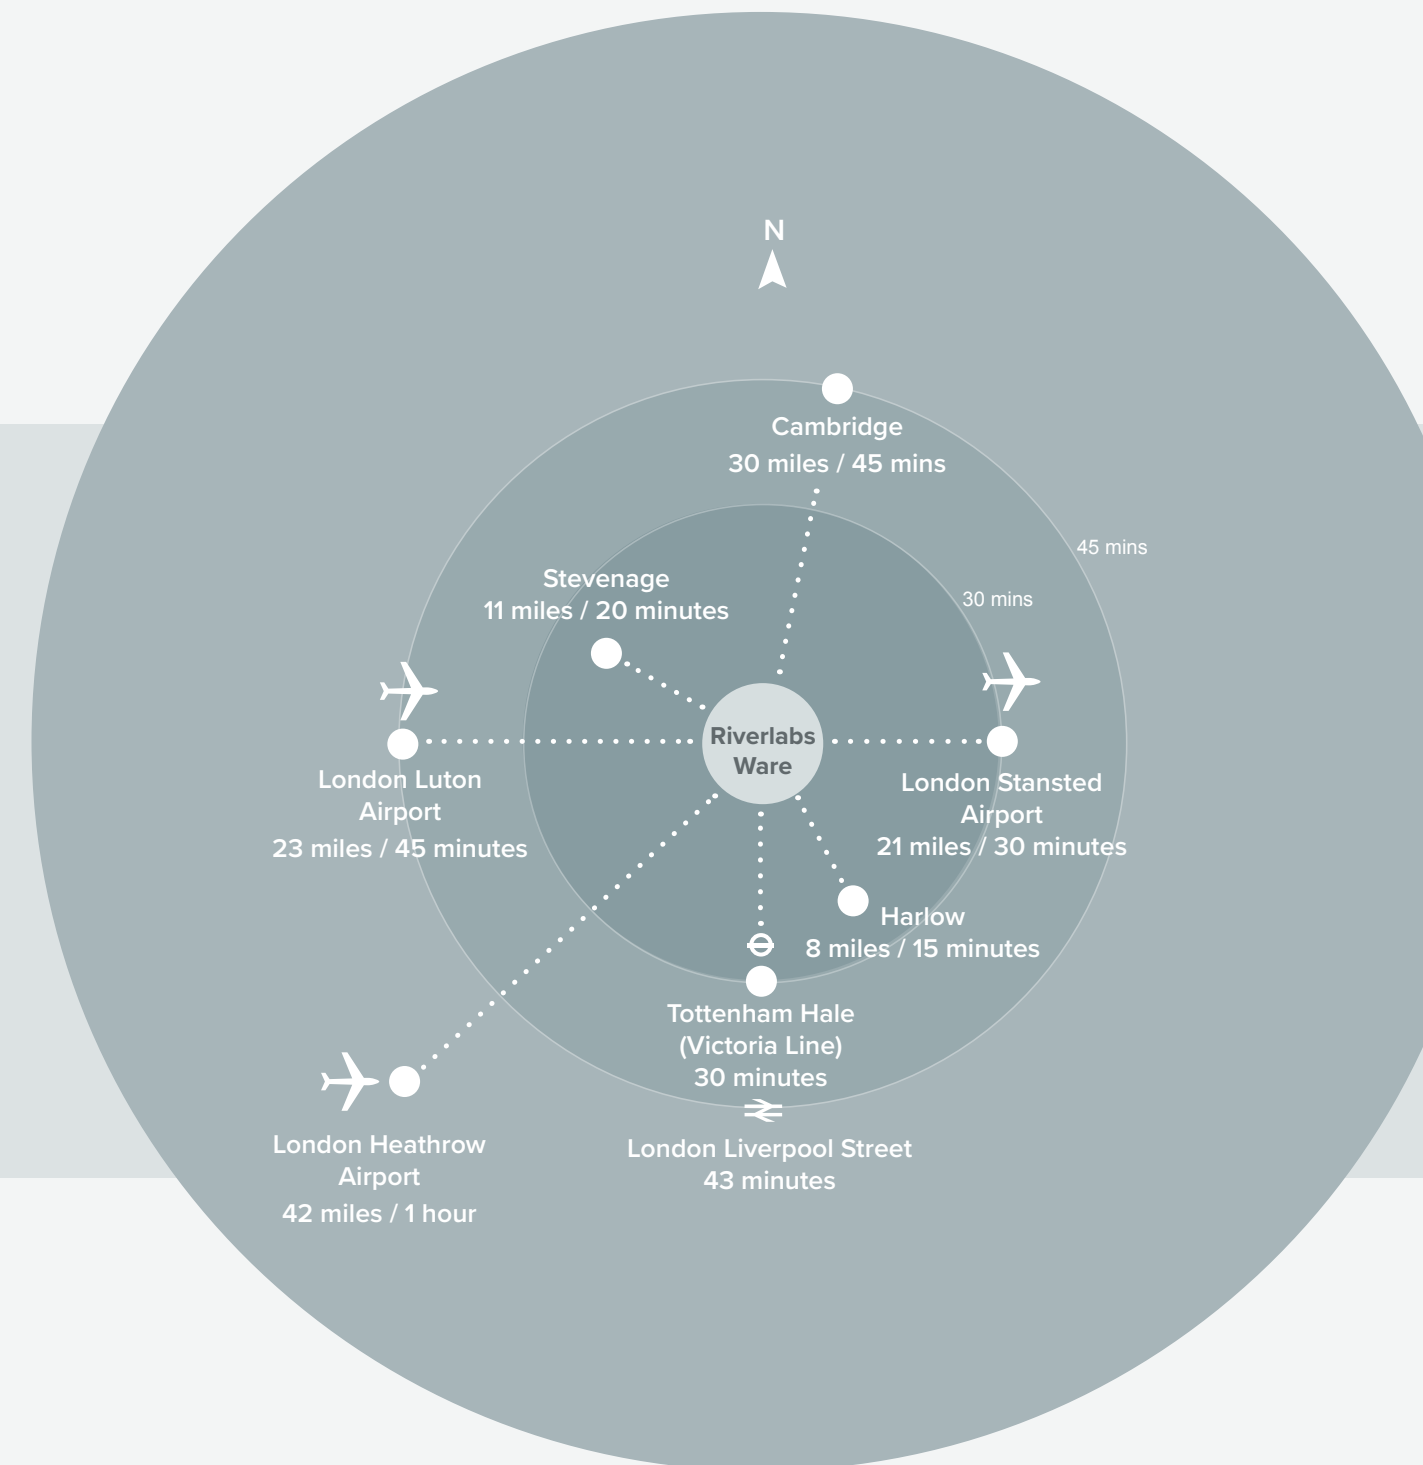 N
Cambridge
30 miles / 45 mins
45 mins
30 mins
Stevenage
11 miles / 20 minutes
Riverlabs
Ware
London Luton
Airport
23 miles / 45 minutes
London Stansted
Airport
21 miles / 30 minutes
Harlow
8 miles / 15 minutes
Tottenham Hale
(Victoria Line)
30 minutes
London Liverpool Street
43 minutes
London Heathrow
Airport
42 miles / 1 hour